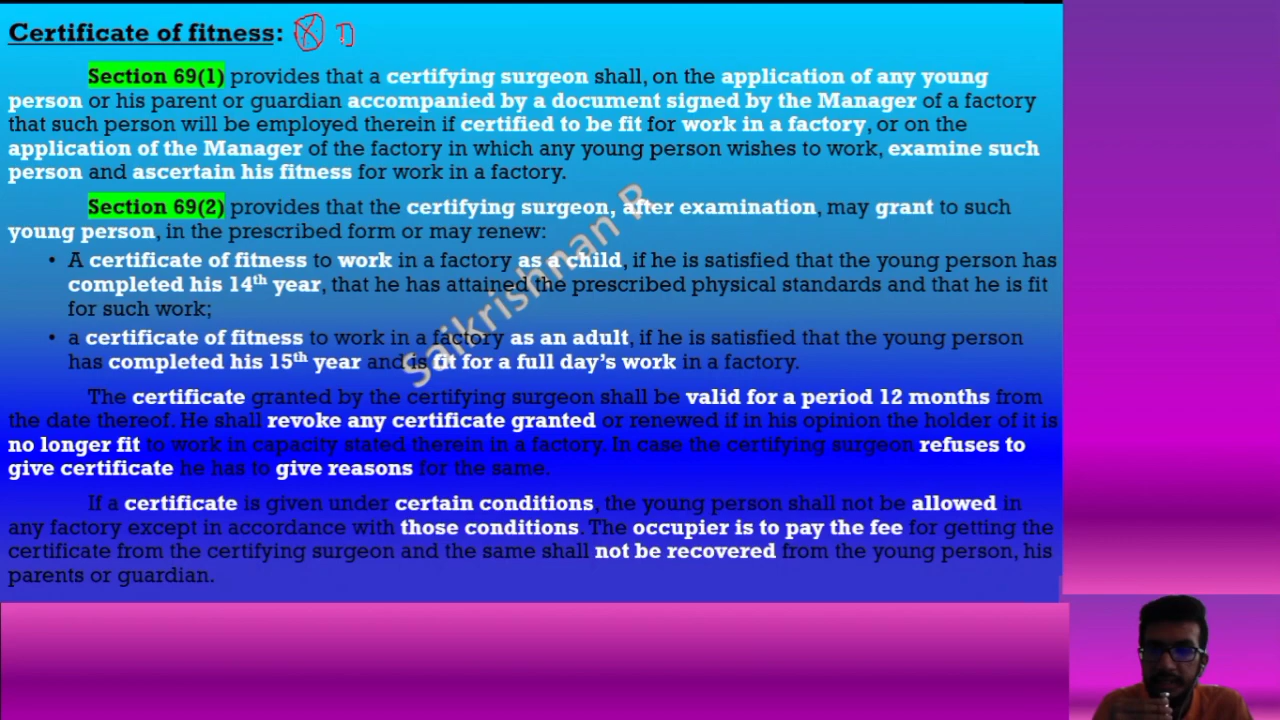 Certificate of fitness:
Section 69(1) provides that a certifying surgeon shall, on the application of any young
person or his parent or guardian accompanied by a document signed by the Manager of a factory
that such person will be employed therein if certified to be fit for work in a factory, or on the
application of the Manager of the factory in which any young person wishes to work, examine such
person and ascertain his fitness for work in a factory.
Section 69(2) provides that the certifying surgeon, after examination, may grant to such
young person, in the prescribed form or may renew:
• A certificate of fitness to work in a factory as a child, if he is satisfied that the young person has
completed his 14th year, that he has attained the prescribed physical standards and that he is fit
for such work;
• a certificate of fitness to work in a factory as an adult, if he is satisfied that the young person
has completed his 15th year and is fit for a full day's work in a factory.
The certificate granted by the certifying surgeon shall be valid for a period 12 months from
the date thereof. He shall revoke any certificate granted or renewed if in his opinion the holder of it is
no longer fit to work in capacity stated therein in a factory. In case the certifying surgeon refuses to
give certificate he has to give reasons for the same.
If a certificate is given under certain conditions, the young person shall not be allowed in
any factory except in accordance with those conditions. The occupier is to pay the fee for getting the
certificate from the certifying surgeon and the same shall not be recovered from the young person, his
parents or guardian.
Saikrishnan R